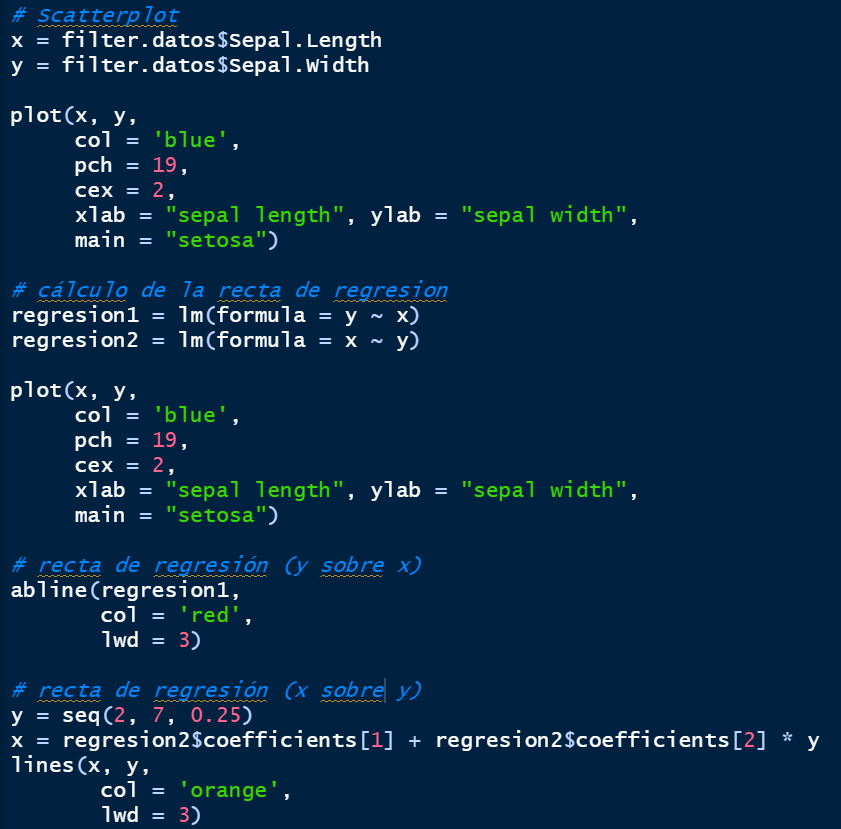 # Scatterplot
x = filter.datos$Sepal.Length
y = filter.datos$Sepal.Width
plot(x, y,
col = 'blue',
pch = 19,
cex = 2,
xlab = "sepal length", ylab = "sepal width",
main = "setosa")
# cálculo de la recta de regresion
regresion1 = lm(formula = y ~ x)
regresion2 = lm(formula = x ~ y)
plot(x, y,
col = 'blue',
pch = 19,
cex = 2,
xlab = "sepal length", ylab = "sepal width",
main = "setosa")
# recta de regresión (y sobre x)
abline(regresion1,
col = 'red',
lwd = 3)
# recta de regresión (x sobre y)
y = seq(2, 7, 0.25)
x = regresion2$coefficients[1] + regresion2$coefficients[2] * y
lines(x, y,
col = 'orange',
lwd = 3)